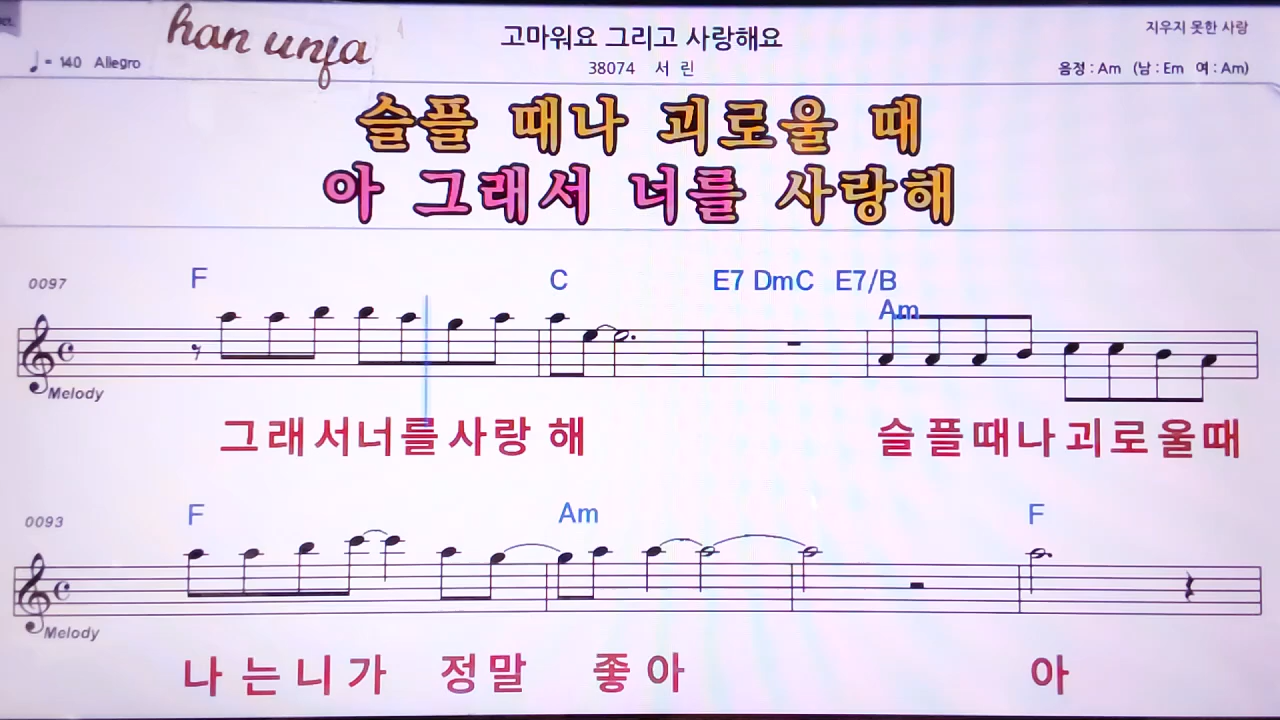 han unfa
고마워요 그리고 사랑해요
지우지 못한 사랑
♩= 140 Allegro
38074 서 린
음정 : Am (남 : Em 여 : Am)
슬플 때나 괴로울 때
아 그래서 너를 사랑해
0097
F C E7 DmC E7/B
Am
Melody
그래서너를사랑 해 슬플때나괴로울때
0093
F Am F
Melody
나는니가 정말 좋아 아